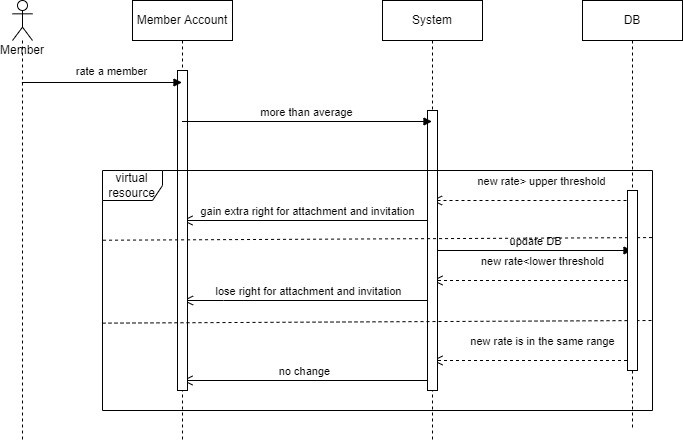 Member Account
System
DB
Member
rate a member
more than average
virtual
resource
new rate> upper threshold
gain extra right for attachment and invitation
update DB
new rate<lower threshold
lose right for attachment and invitation
new rate is in the same range
no change